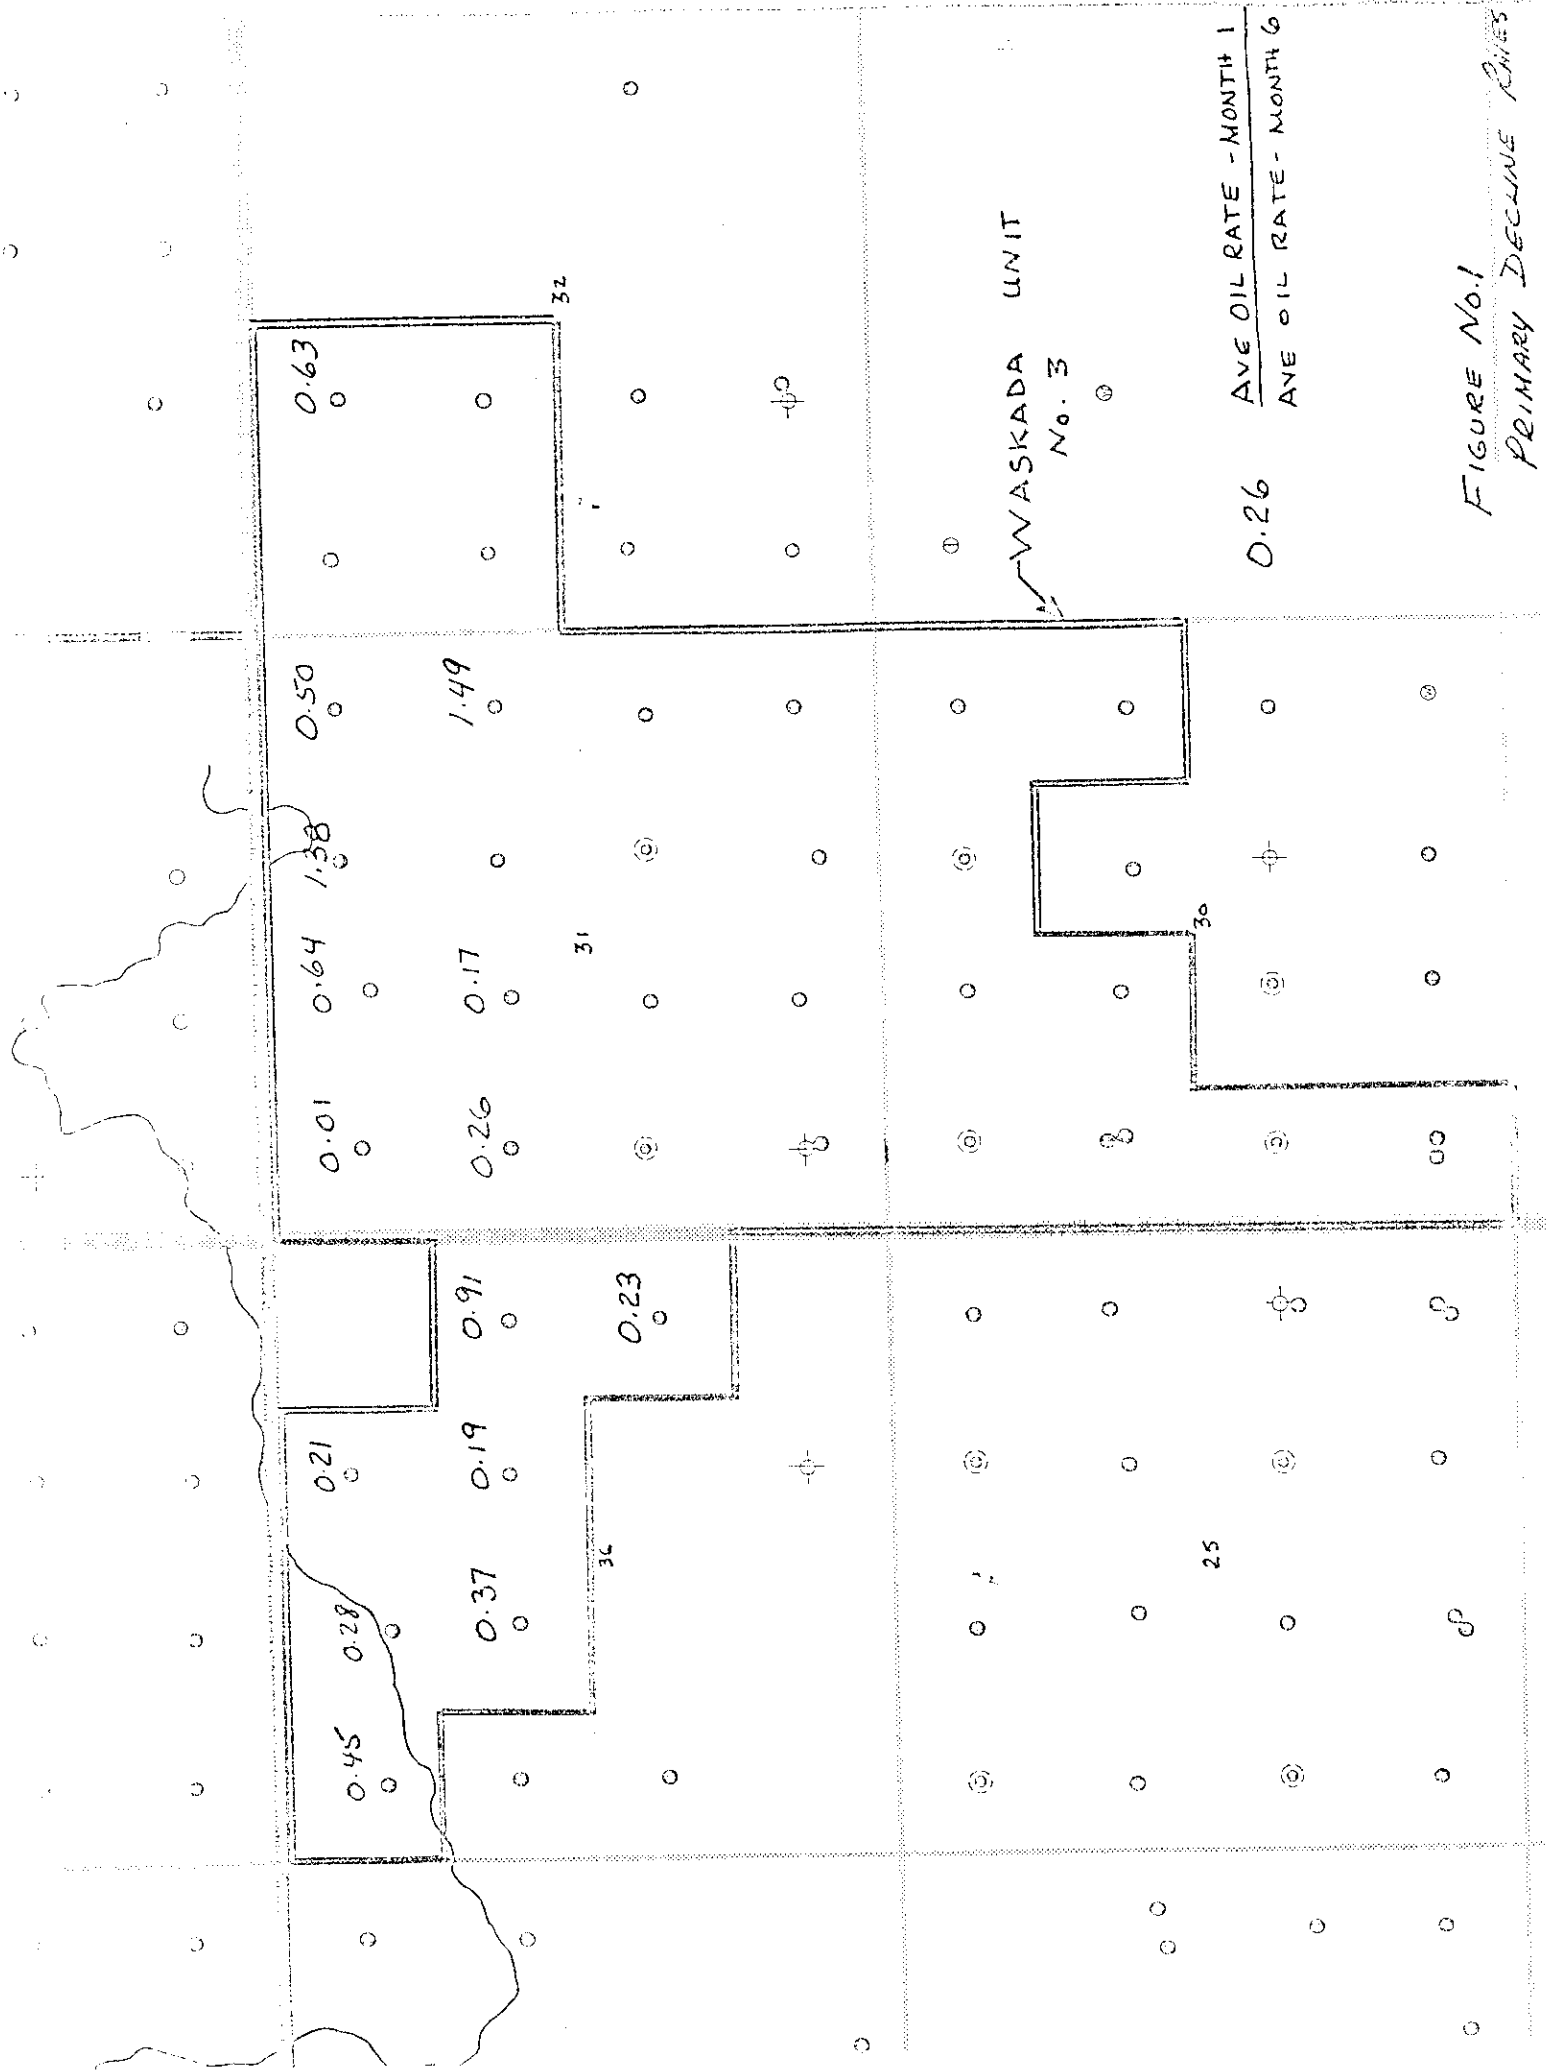 0.45 0.28 0.21 0.01 0.64 1.38 0.50 0.63
0.37 0.19 0.91 0.26 0.17 1.49
36 31 32
0.23
WASKADA UNIT
No. 3
25 30
0.26 AVE OIL RATE - MONTH 1
AVE OIL RATE - MONTH 6
FIGURE No.1
PRIMARY DECLINE RATES